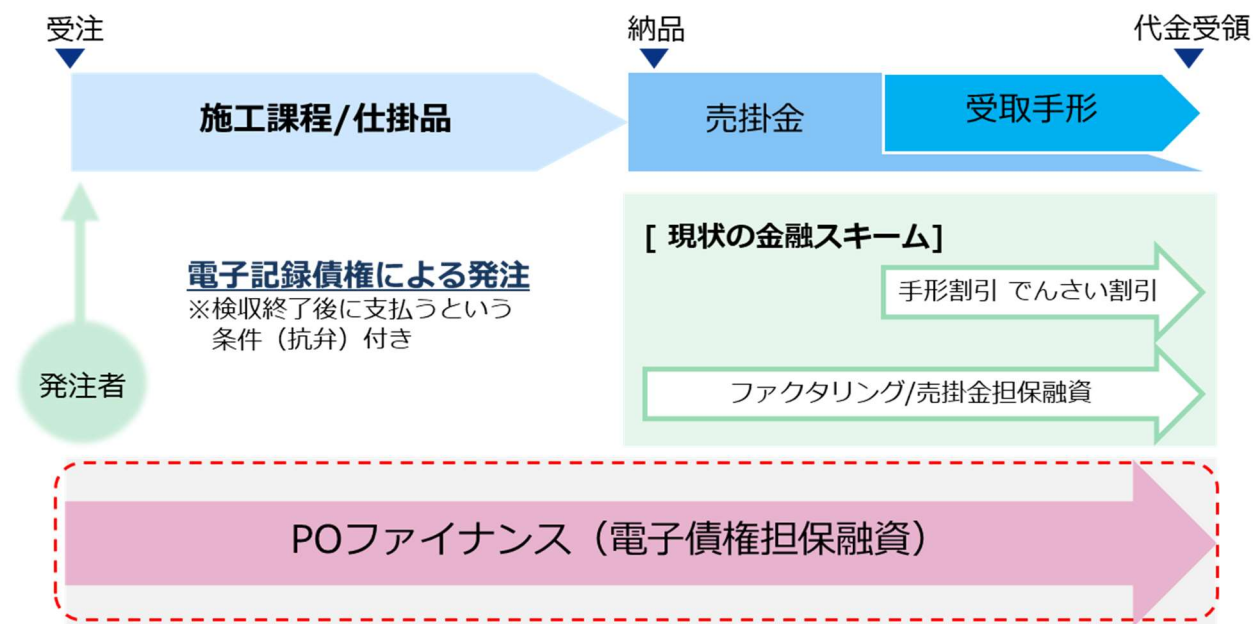 受注
納品
代金受領
施工課程/仕掛品
売掛金
受取手形
[ 現状の金融スキーム]
電子記録債権による発注
※検収終了後に支払うという
条件（抗弁）付き
手形割引 でんさい割引
発注者
ファクタリング/売掛金担保融資
POファイナンス（電子債権担保融資）